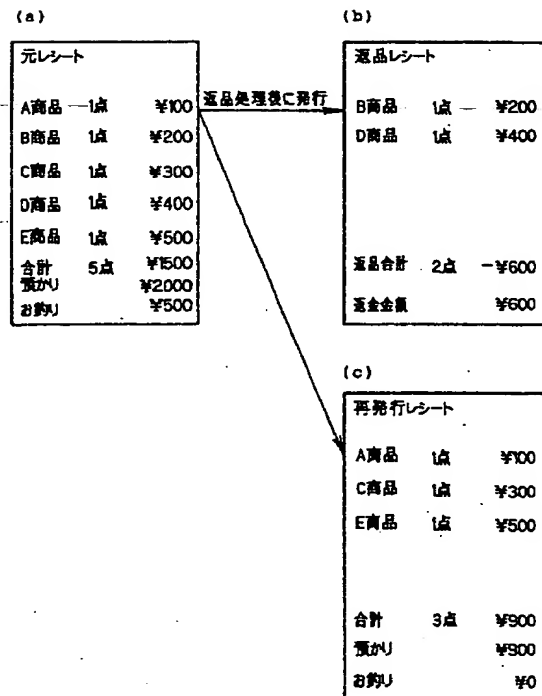 (a)
元レシート
A商品 1点 ¥100
B商品 1点 ¥200
C商品 1点 ¥300
D商品 1点 ¥400
E商品 1点 ¥500
合計 5点 ¥1500
預かり ¥2000
お釣り ¥500
返品処理後に発行
(b)
返品レシート
B商品 1点 ¥200
D商品 1点 ¥400
返品合計 2点 -¥600
返金金額 ¥600
(c)
再発行レシート
A商品 1点 ¥100
C商品 1点 ¥300
E商品 1点 ¥500
合計 3点 ¥900
預かり ¥900
お釣り ¥0